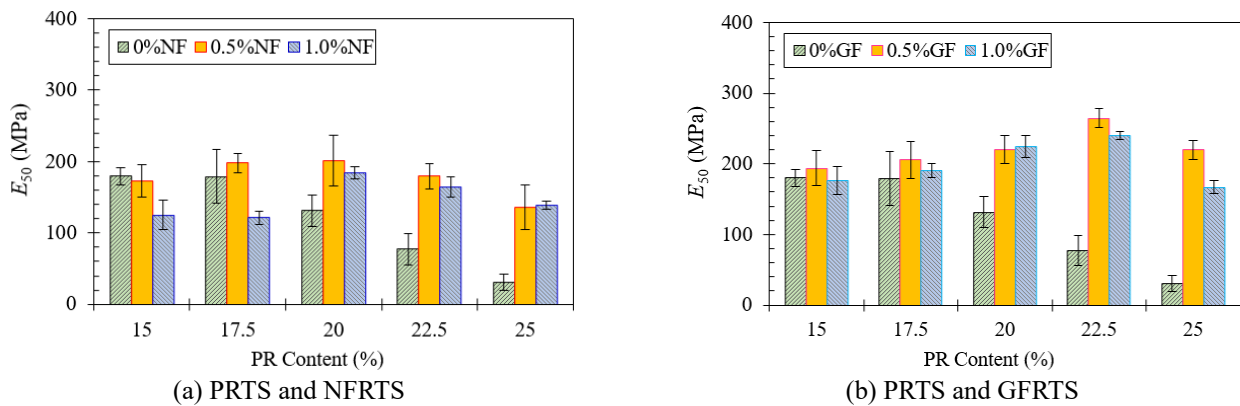 400
300
200
100
0
E50 (MPa)
0%NF 0.5%NF 1.0%NF
15 17.5 20 22.5 25
PR Content (%)
(a) PRTS and NFRTS
400
300
200
100
0
E50 (MPa)
0%GF 0.5%GF 1.0%GF
15 17.5 20 22.5 25
PR Content (%)
(b) PRTS and GFRTS